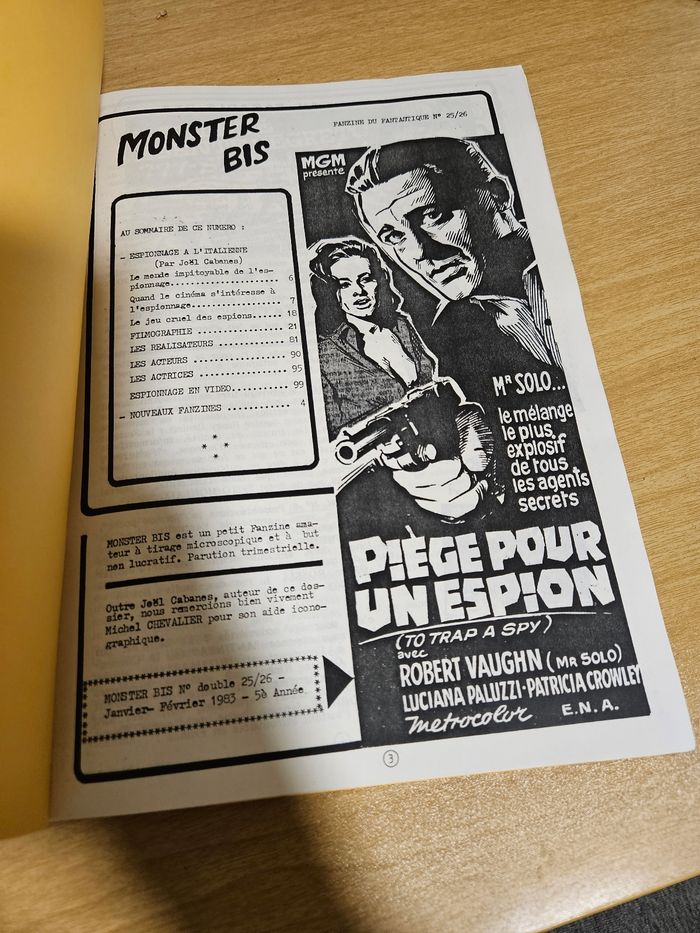 MONSTER
BIS
FANZINE DU FANTASTIQUE N° 25/26
AU SOMMAIRE DE CE NUMERO :
- ESPIONNAGE A L'ITALIENNE
(Par Joël Cabanes)
Le monde impitoyable de l'es-
pionnage...................... 6
Quand le cinéma s'intéresse à
l'espionnage.................. 7
Le jeu cruel des espions..... 18
FILMOGRAPHIE ................ 21
LES REALISATEURS ............ 81
LES ACTEURS ................. 90
LES ACTRICES ................ 95
ESPIONNAGE EN VIDEO.......... 99
- NOUVEAUX FANZINES .......... 4
MONSTER BIS est un petit Fanzine ama-
teur à tirage microscopique et à but
non lucratif. Parution trimestrielle.
Outre Joël Cabanes, auteur de ce dos-
sier, nous remercions bien vivement
Michel CHEVALIER pour son aide icono-
graphique.
MONSTER BIS N° double 25/26 -
Janvier- Février 1983 - 5è Année
MGM
présente
MR SOLO...
le mélange
le plus
explosif
de tous
les agents
secrets
PIÈGE POUR
UN ESPION
(TO TRAP A SPY)
avec
ROBERT VAUGHN (MR SOLO)
LUCIANA PALUZZI-PATRICIA CROWLEY
Metrocolor E.N.A.
3